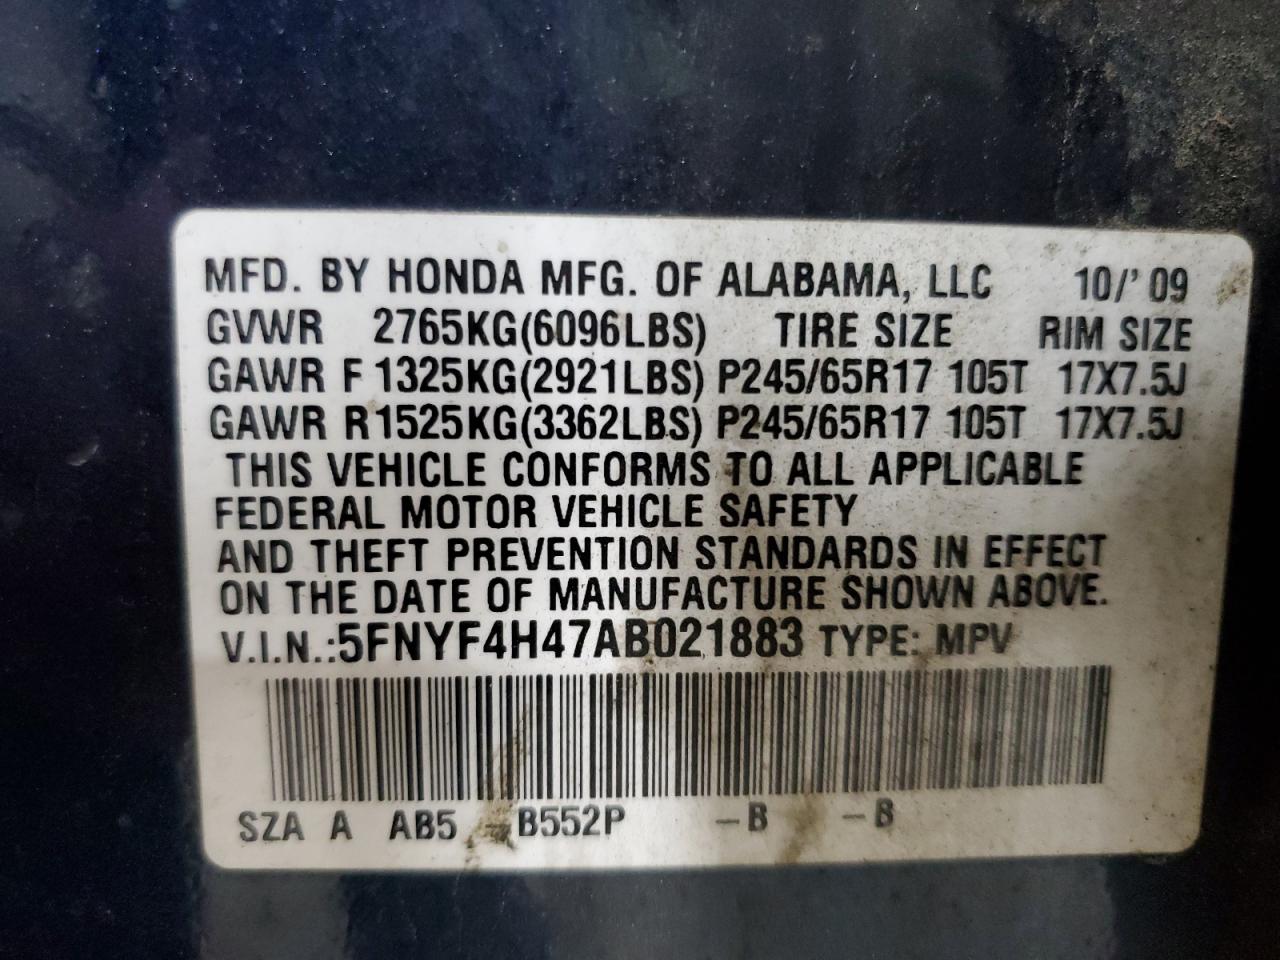 MFD. BY HONDA MFG. OF ALABAMA, LLC 10/'09
GVWR 2765KG(6096LBS) TIRE SIZE RIM SIZE
GAWR F 1325KG(2921LBS) P245/65R17 105T 17X7.5J
GAWR R1525KG(3362LBS) P245/65R17 105T 17X7.5J
THIS VEHICLE CONFORMS TO ALL APPLICABLE
FEDERAL MOTOR VEHICLE SAFETY
AND THEFT PREVENTION STANDARDS IN EFFECT
ON THE DATE OF MANUFACTURE SHOWN ABOVE.
V.I.N.:5FNYF4H47AB021883 TYPE: MPV
SZA A AB5 – B552P –B –B